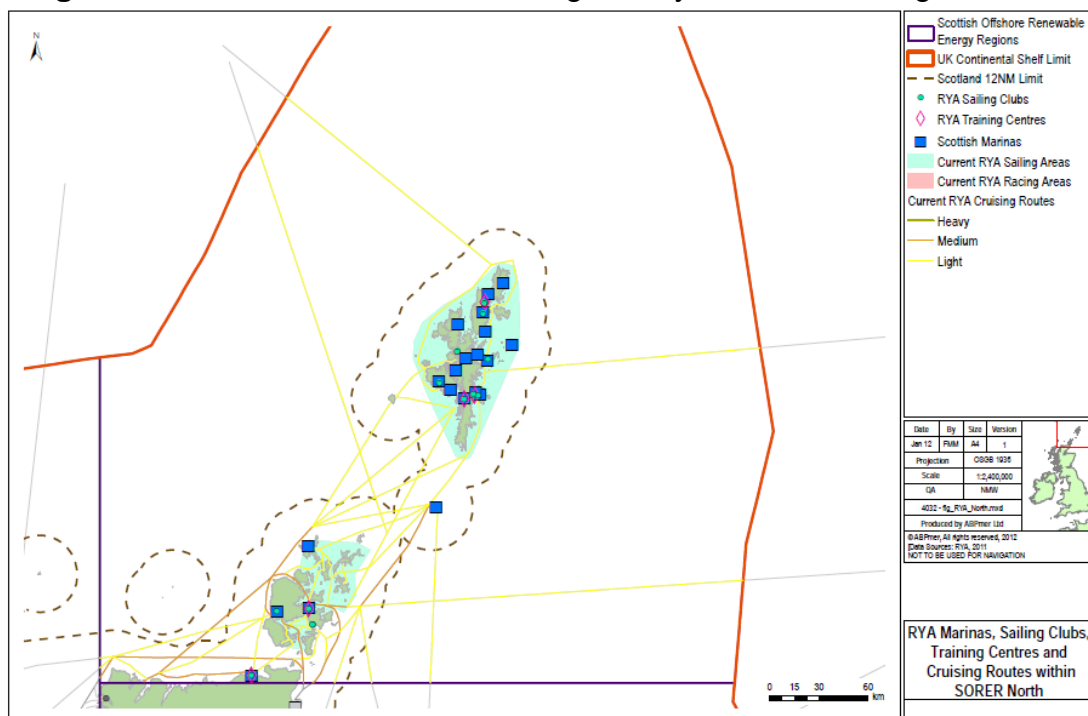 N
Scottish Offshore Renewable
Energy Regions
UK Continental Shelf Limit
Scotland 12NM Limit
RYA Sailing Clubs
RYA Training Centres
Scottish Marinas
Current RYA Sailing Areas
Current RYA Racing Areas
Current RYA Cruising Routes
Heavy
Medium
Light
Date By Size Version
Jan 12 FMM A4 1
Projection OSGB 1936
Scale 1:2,400,000
QA NMW
4032 - fig_RYA_North.mxd
Produced by ABPmer Ltd
©ABPmer, All rights reserved, 2012
Data Sources: RYA, 2011
NOT TO BE USED FOR NAVIGATION
RYA Marinas, Sailing Clubs,
Training Centres and
Cruising Routes within
SORER North
0 15 30 60
km